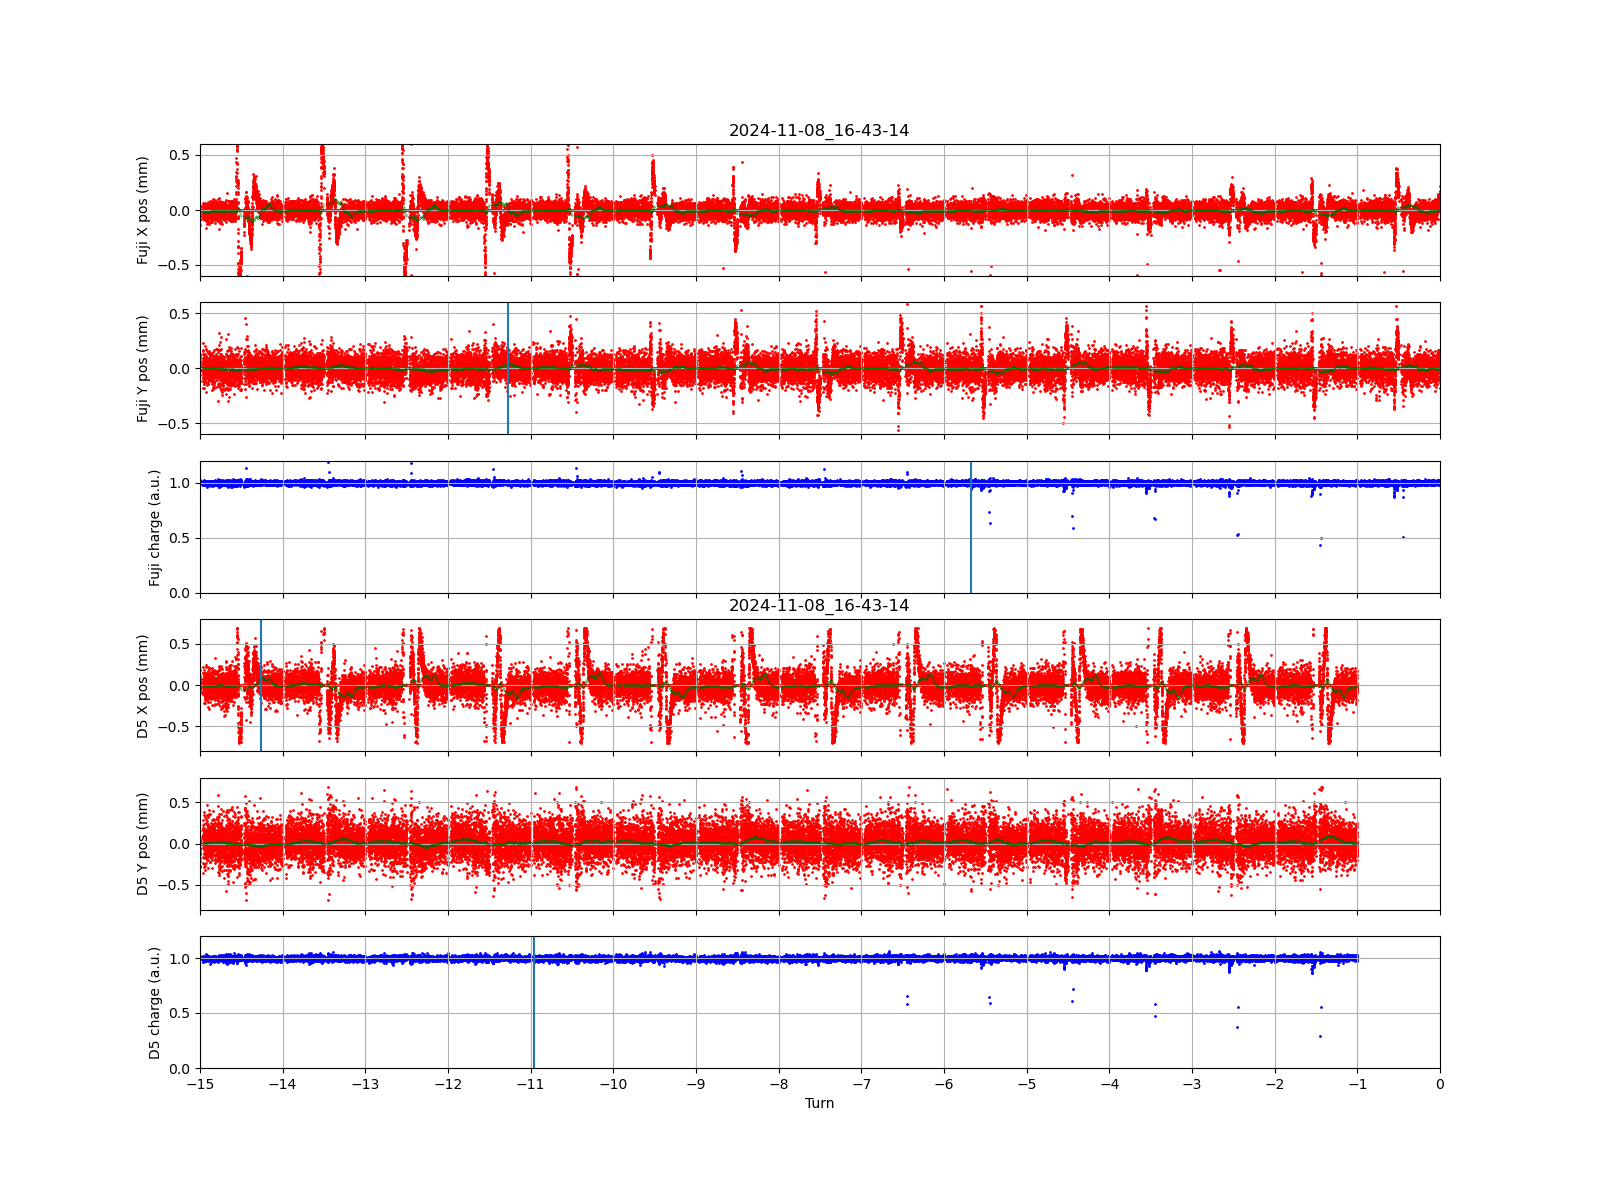 2024-11-08_16-43-14
Fuji X pos (mm)
0.5
0.0
−0.5
Fuji Y pos (mm)
0.5
0.0
−0.5
Fuji charge (a.u.)
1.0
0.5
0.0
2024-11-08_16-43-14
D5 X pos (mm)
0.5
0.0
−0.5
D5 Y pos (mm)
0.5
0.0
−0.5
D5 charge (a.u.)
1.0
0.5
0.0
−15 −14 −13 −12 −11 −10 −9 −8 −7 −6 −5 −4 −3 −2 −1 0
Turn